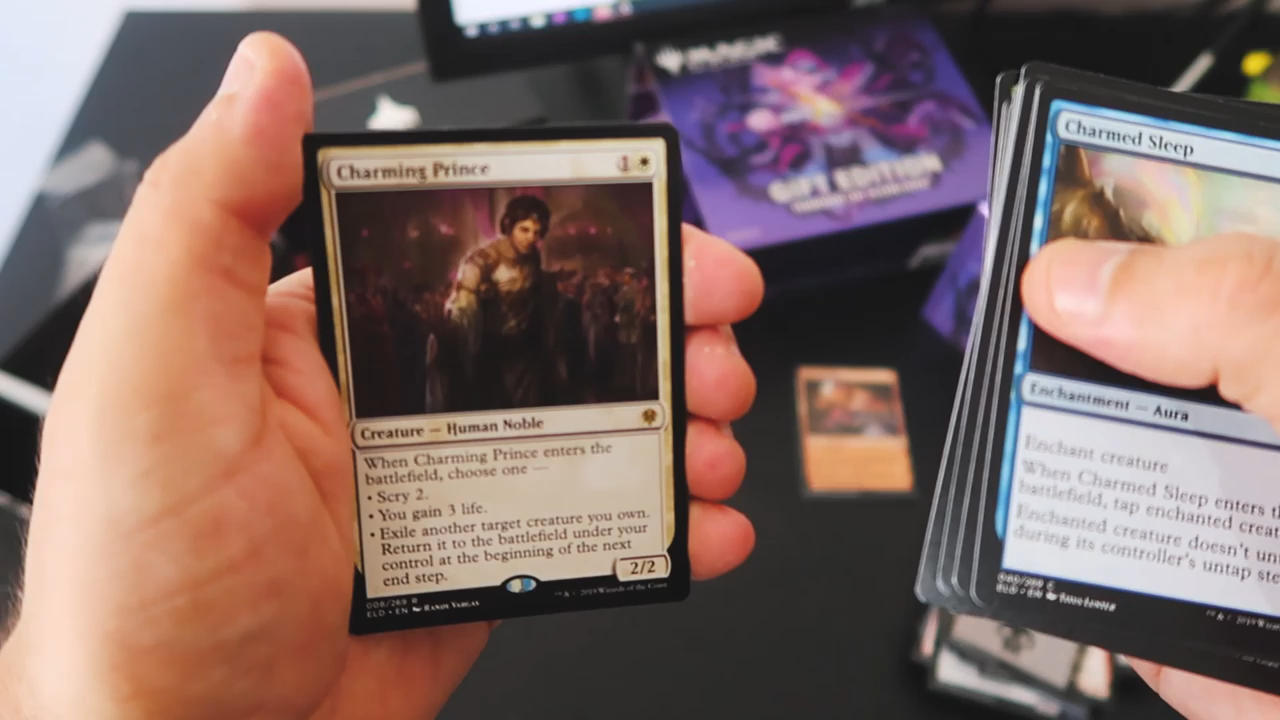 MAGIC
GIFT EDITION
Charming Prince 1
Creature — Human Noble
When Charming Prince enters the
battlefield, choose one —
• Scry 2.
• You gain 3 life.
• Exile another target creature you own.
Return it to the battlefield under your
control at the beginning of the next
end step.
2/2
008/269 R
ELD • EN Randy Vargas
2019 Wizards of the Coast
Charmed Sleep
Enchantment — Aura
Enchant creature
When Charmed Sleep enters th
battlefield, tap enchanted creat
Enchanted creature doesn't un
during its controller's untap ste
ELD • EN